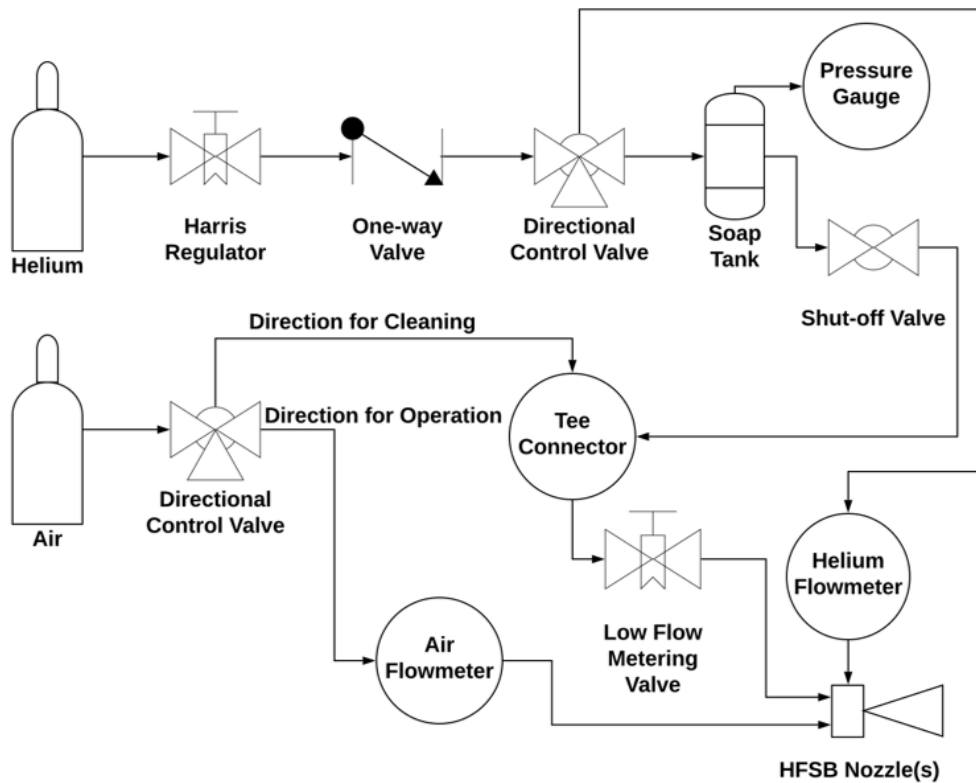 Pressure
Gauge
Helium
Harris
Regulator
One-way
Valve
Directional
Control Valve
Soap
Tank
Shut-off Valve
Direction for Cleaning
Direction for Operation
Tee
Connector
Air
Directional
Control Valve
Helium
Flowmeter
Low Flow
Metering
Valve
Air
Flowmeter
HFSB Nozzle(s)